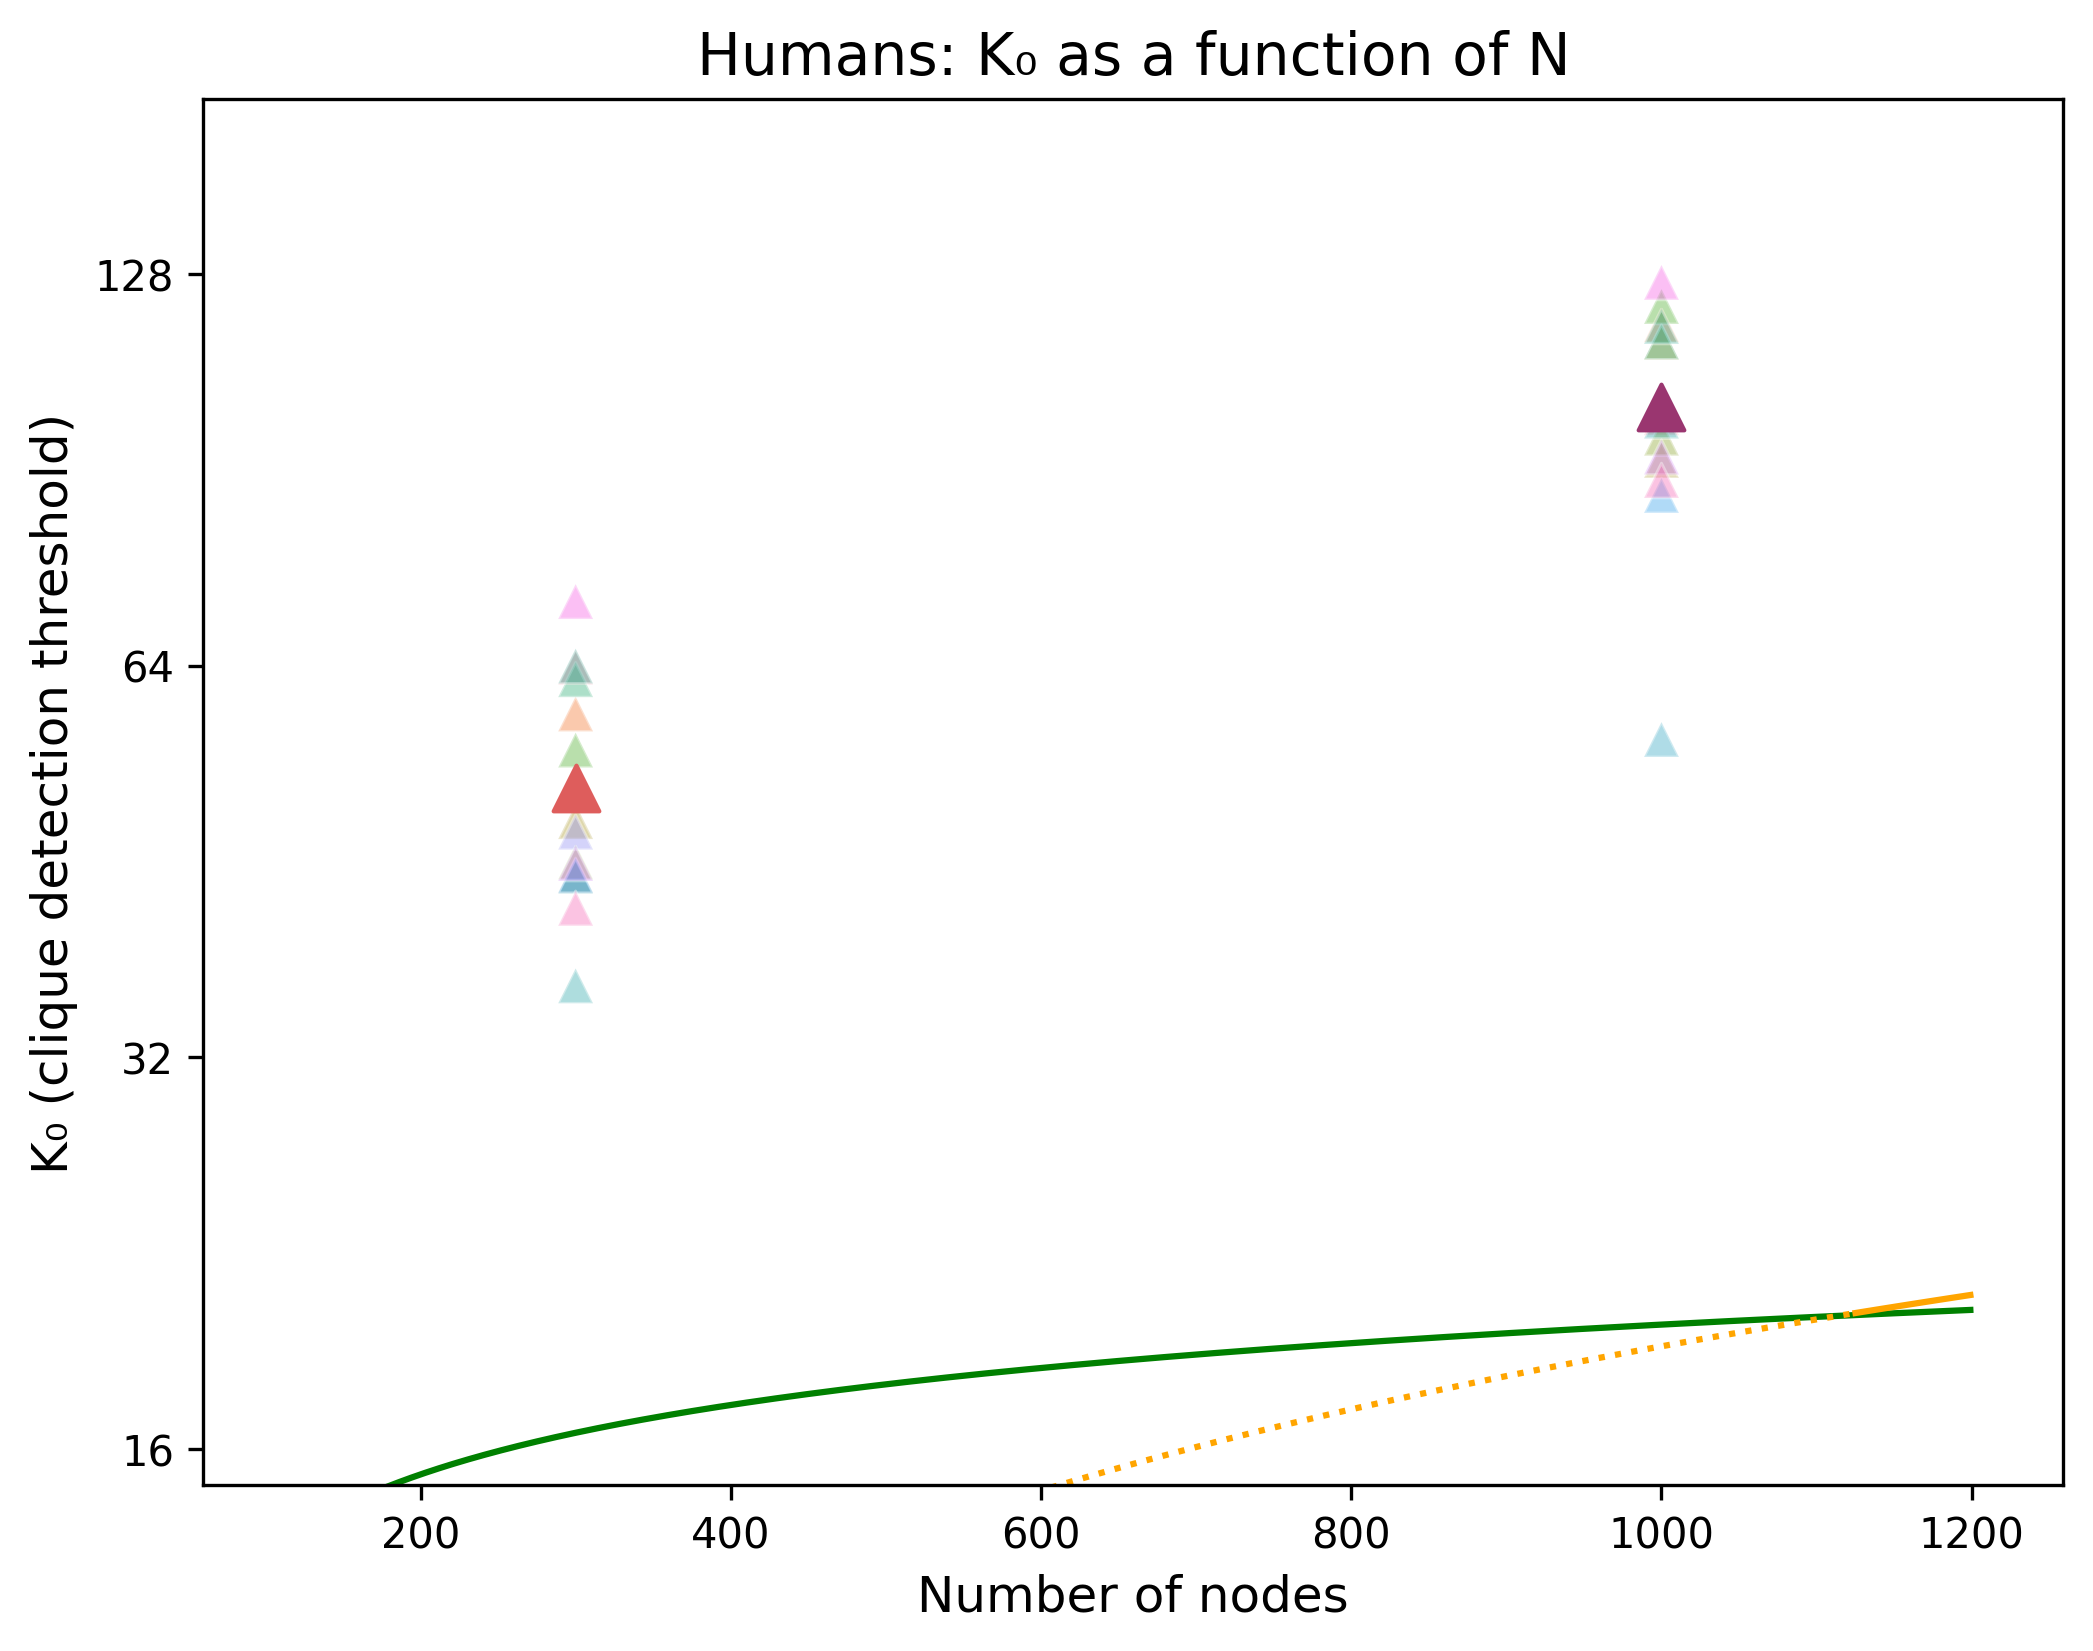 Humans: K₀ as a function of N
K₀ (clique detection threshold)
128
64
32
16
200 400 600 800 1000 1200
Number of nodes